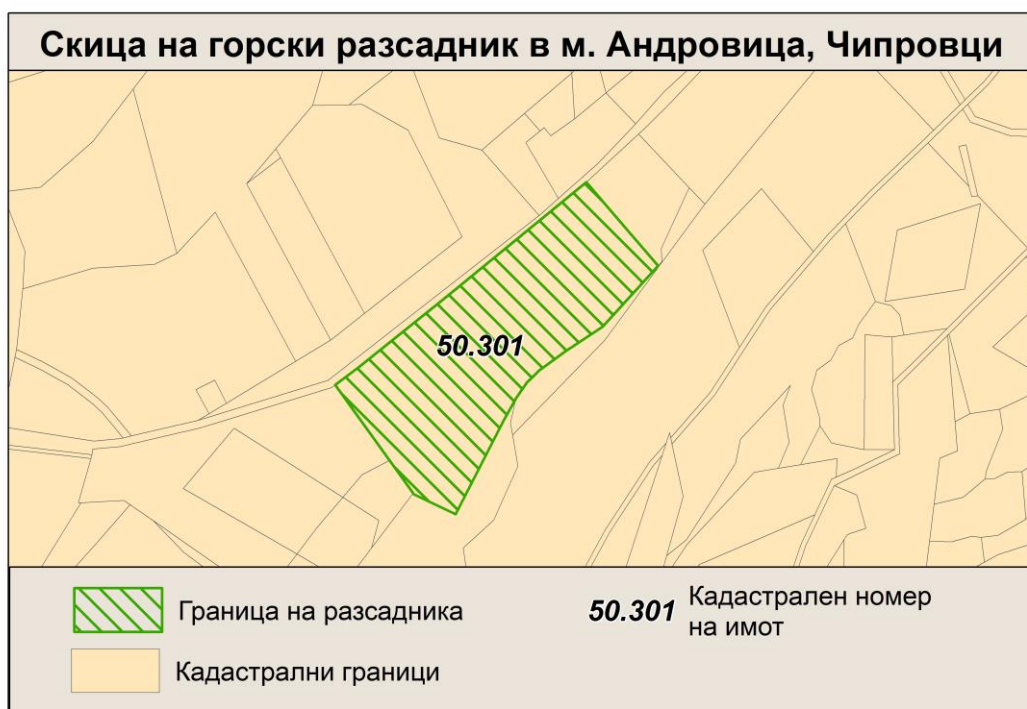 Скица на горски разсадник в м. Андровица, Чипровци
50.301
Граница на разсадника
50.301 Кадастрален номер
на имот
Кадастрални граници